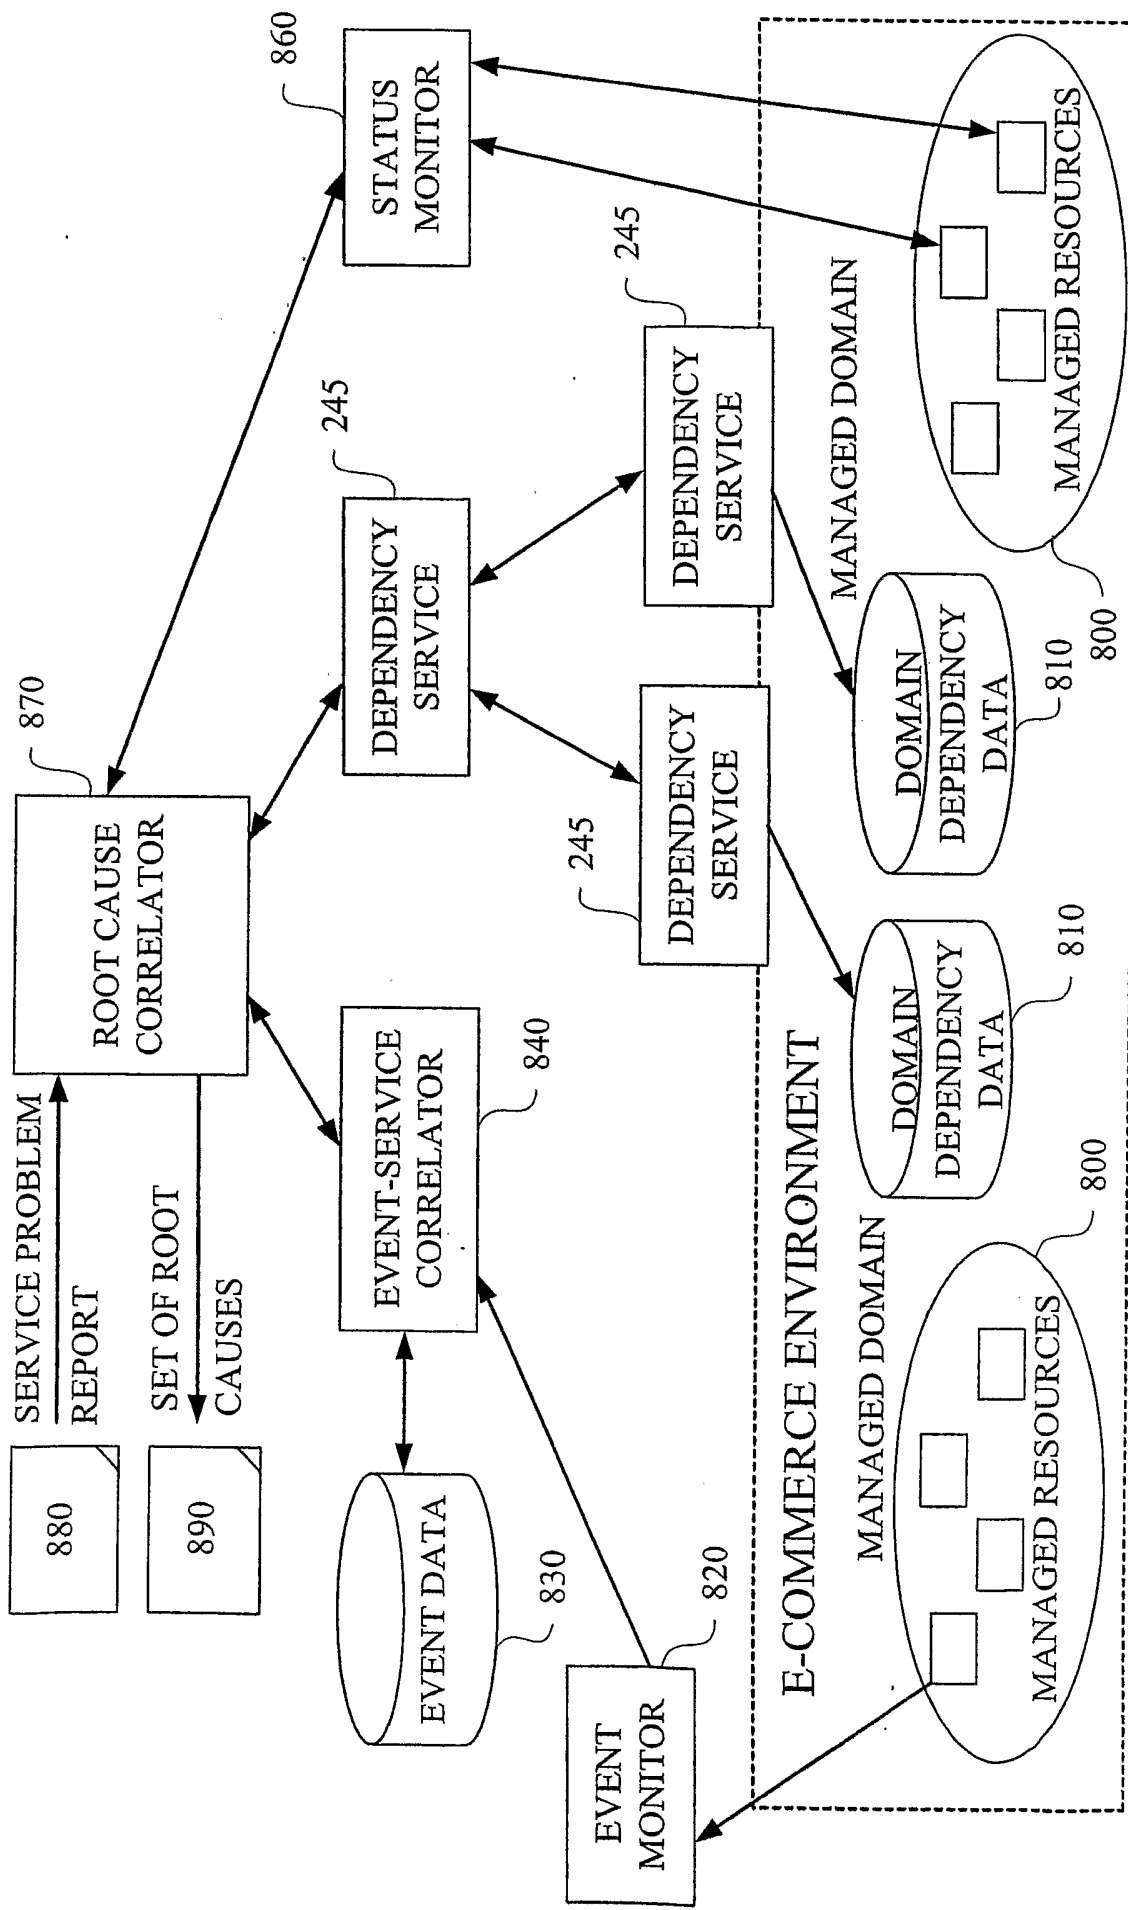 880
SERVICE PROBLEM
REPORT
890
SET OF ROOT
CAUSES
ROOT CAUSE
CORRELATOR
870
EVENT DATA
830
EVENT-SERVICE
CORRELATOR
840
DEPENDENCY
SERVICE
245
STATUS
MONITOR
860
EVENT
MONITOR
820
DEPENDENCY
SERVICE
245
DEPENDENCY
SERVICE
245
E-COMMERCE ENVIRONMENT
MANAGED DOMAIN
MANAGED RESOURCES
800
DOMAIN
DEPENDENCY
DATA
810
DOMAIN
DEPENDENCY
DATA
810
MANAGED DOMAIN
MANAGED RESOURCES
800